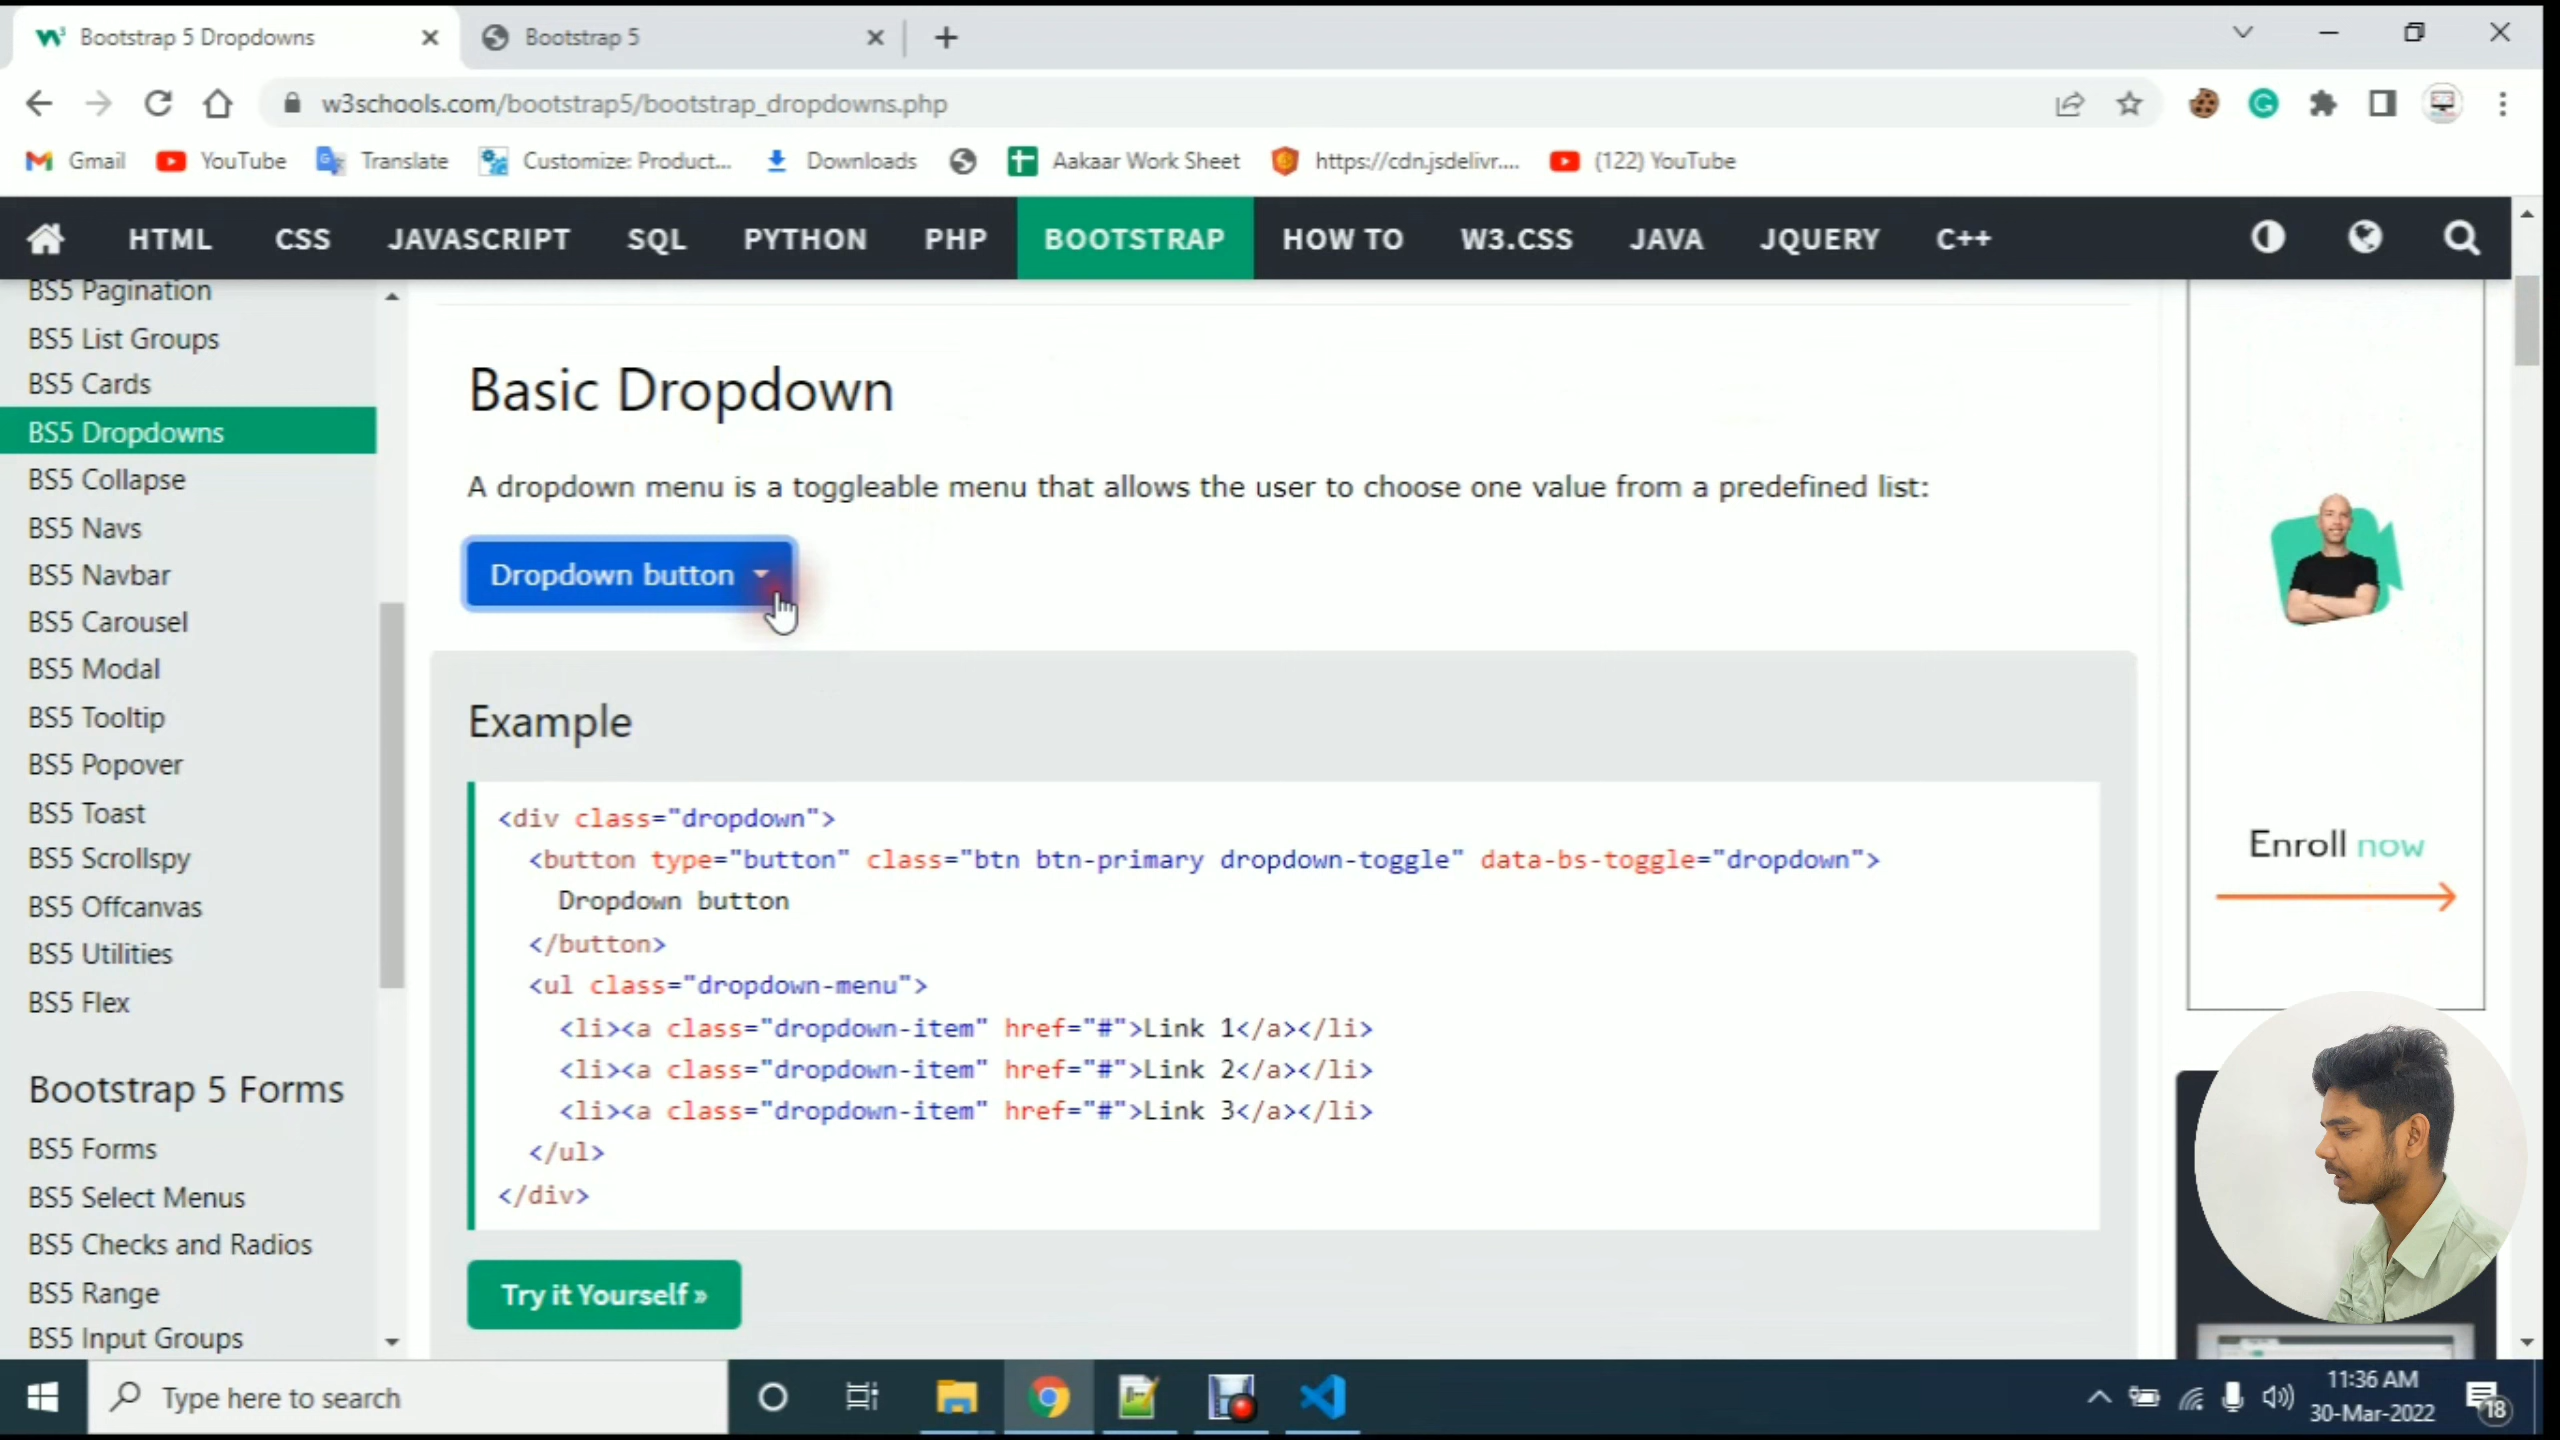 Bootstrap 5 Dropdowns
Bootstrap 5
w3schools.com/bootstrap5/bootstrap_dropdowns.php
Gmail YouTube Translate Customize: Product... Downloads Aakaar Work Sheet https://cdn.jsdelivr.... (122) YouTube
HTML CSS JAVASCRIPT SQL PYTHON PHP BOOTSTRAP HOW TO W3.CSS JAVA JQUERY C++
BS5 Pagination
BS5 List Groups
BS5 Cards
BS5 Dropdowns
BS5 Collapse
BS5 Navs
BS5 Navbar
BS5 Carousel
BS5 Modal
BS5 Tooltip
BS5 Popover
BS5 Toast
BS5 Scrollspy
BS5 Offcanvas
BS5 Utilities
BS5 Flex
Bootstrap 5 Forms
BS5 Forms
BS5 Select Menus
BS5 Checks and Radios
BS5 Range
BS5 Input Groups
Basic Dropdown
A dropdown menu is a toggleable menu that allows the user to choose one value from a predefined list:
Dropdown button
Example
<div class="dropdown">
<button type="button" class="btn btn-primary dropdown-toggle" data-bs-toggle="dropdown">
Dropdown button
</button>
<ul class="dropdown-menu">
<li><a class="dropdown-item" href="#">Link 1</a></li>
<li><a class="dropdown-item" href="#">Link 2</a></li>
<li><a class="dropdown-item" href="#">Link 3</a></li>
</ul>
</div>
Try it Yourself »
Enroll now
Type here to search
11:36 AM
30-Mar-2022
18